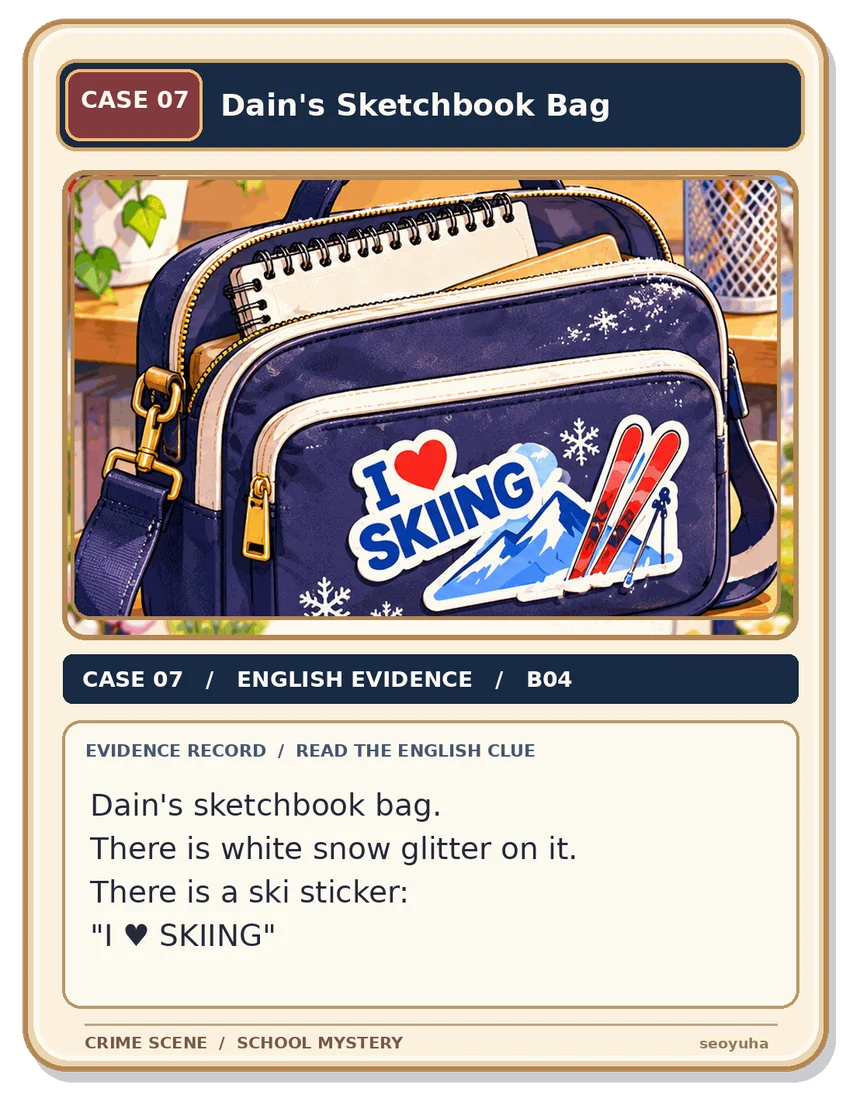 CASE 07
Dain's Sketchbook Bag
I ♥
SKIING
CASE 07 / ENGLISH EVIDENCE / B04
EVIDENCE RECORD / READ THE ENGLISH CLUE
Dain's sketchbook bag.
There is white snow glitter on it.
There is a ski sticker:
"I ♥ SKIING"
CRIME SCENE / SCHOOL MYSTERY
seoyuha